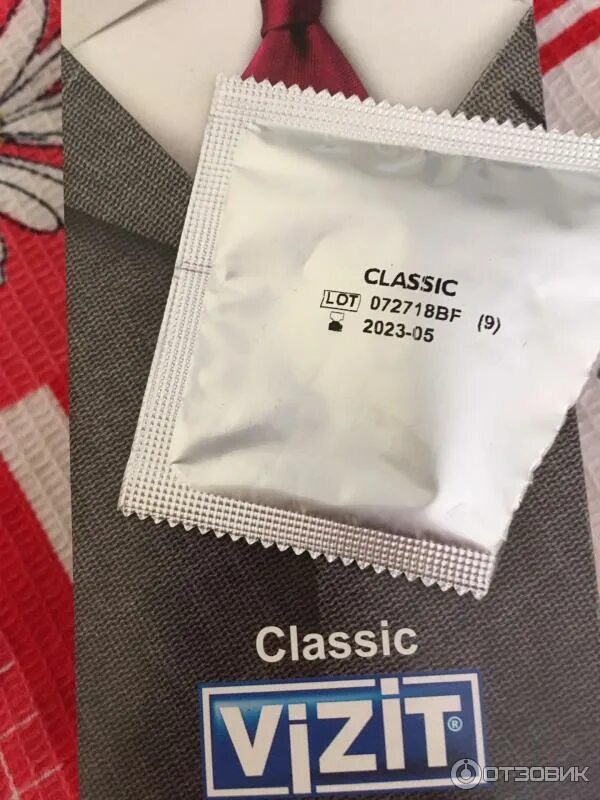 CLASSIC
LOT 072718BF (9)
2023-05
Classic
ViZiT®
ОТЗОВИК